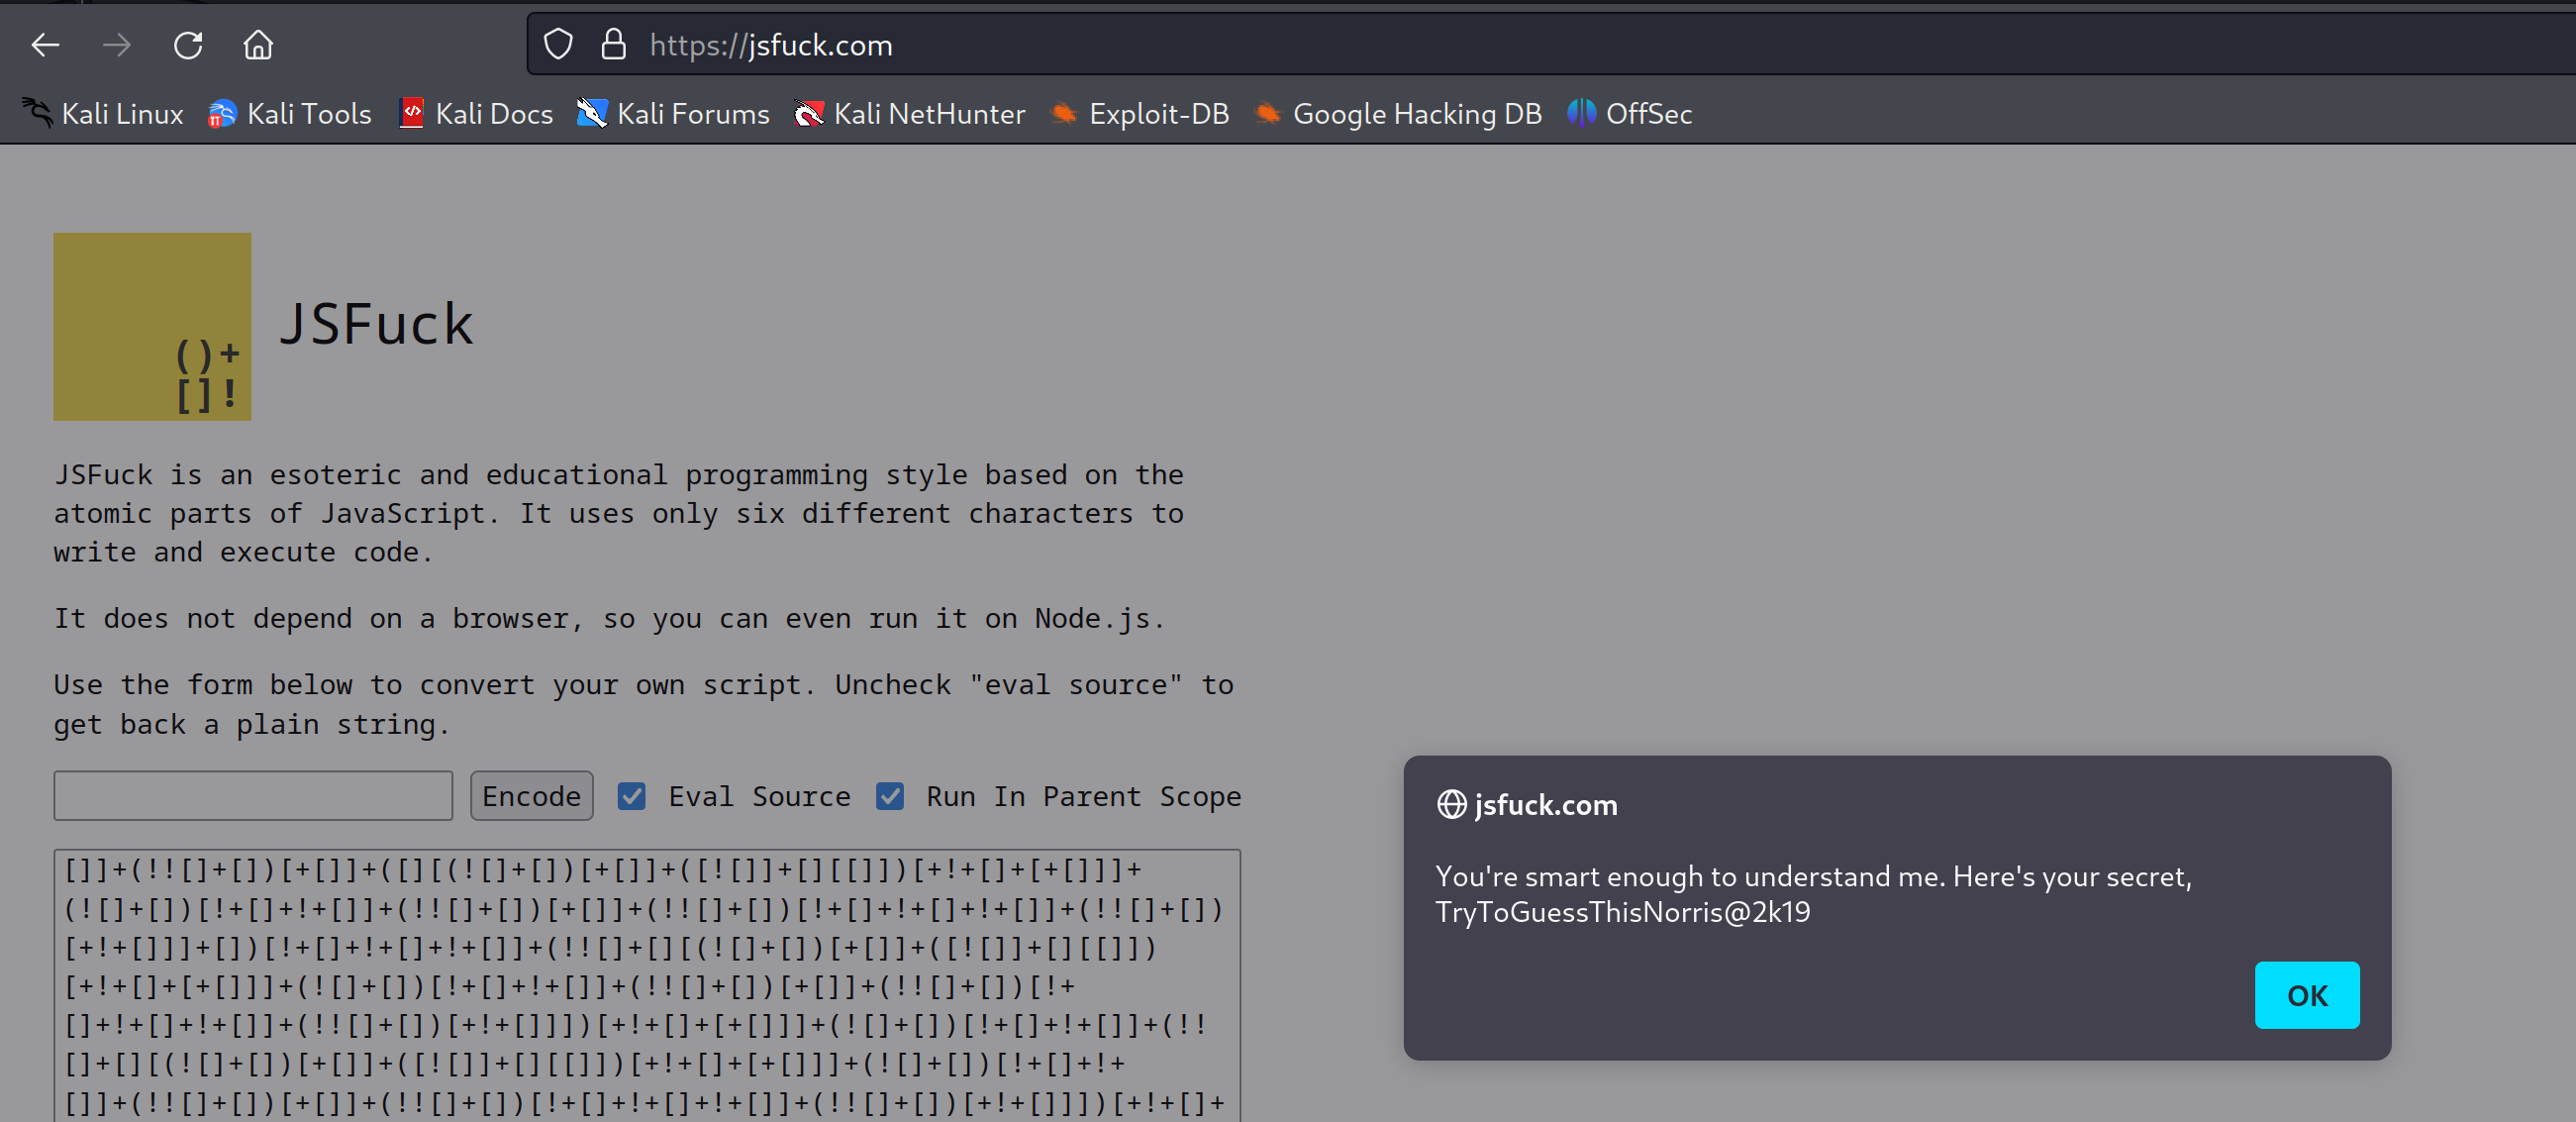 https://jsfuck.com
Kali Linux Kali Tools Kali Docs Kali Forums Kali NetHunter Exploit-DB Google Hacking DB OffSec
()+
[]!
JSFuck
JSFuck is an esoteric and educational programming style based on the
atomic parts of JavaScript. It uses only six different characters to
write and execute code.
It does not depend on a browser, so you can even run it on Node.js.
Use the form below to convert your own script. Uncheck "eval source" to
get back a plain string.
Encode Eval Source Run In Parent Scope
[]]+(!![]+[])[+[]]+([][(![]+[])[+[]]+([![]]+[][[]])[+!+[]+[+[]]]+
(![]+[])[!+[]+!+[]]+(!![]+[])[+[]]+(!![]+[])[!+[]+!+[]+!+[]]+(!![]+[])
[+!+[]]]+[])[!+[]+!+[]+!+[]]+(!![]+[][(![]+[])[+[]]+([![]]+[][[]])
[+!+[]+[+[]]]+(![]+[])[!+[]+!+[]]+(!![]+[])[+[]]+(!![]+[])[!+
[]+!+[]+!+[]]+(!![]+[])[+!+[]]])[+!+[]+[+[]]]+(![]+[])[!+[]+!+[]]+(!!
[]+[][(![]+[])[+[]]+([![]]+[][[]])[+!+[]+[+[]]]+(![]+[])[!+[]+!+
[]]+(!![]+[])[+[]]+(!![]+[])[!+[]+!+[]+!+[]]+(!![]+[])[+!+[]]])[+!+[]+
jsfuck.com
You're smart enough to understand me. Here's your secret,
TryToGuessThisNorris@2k19
OK